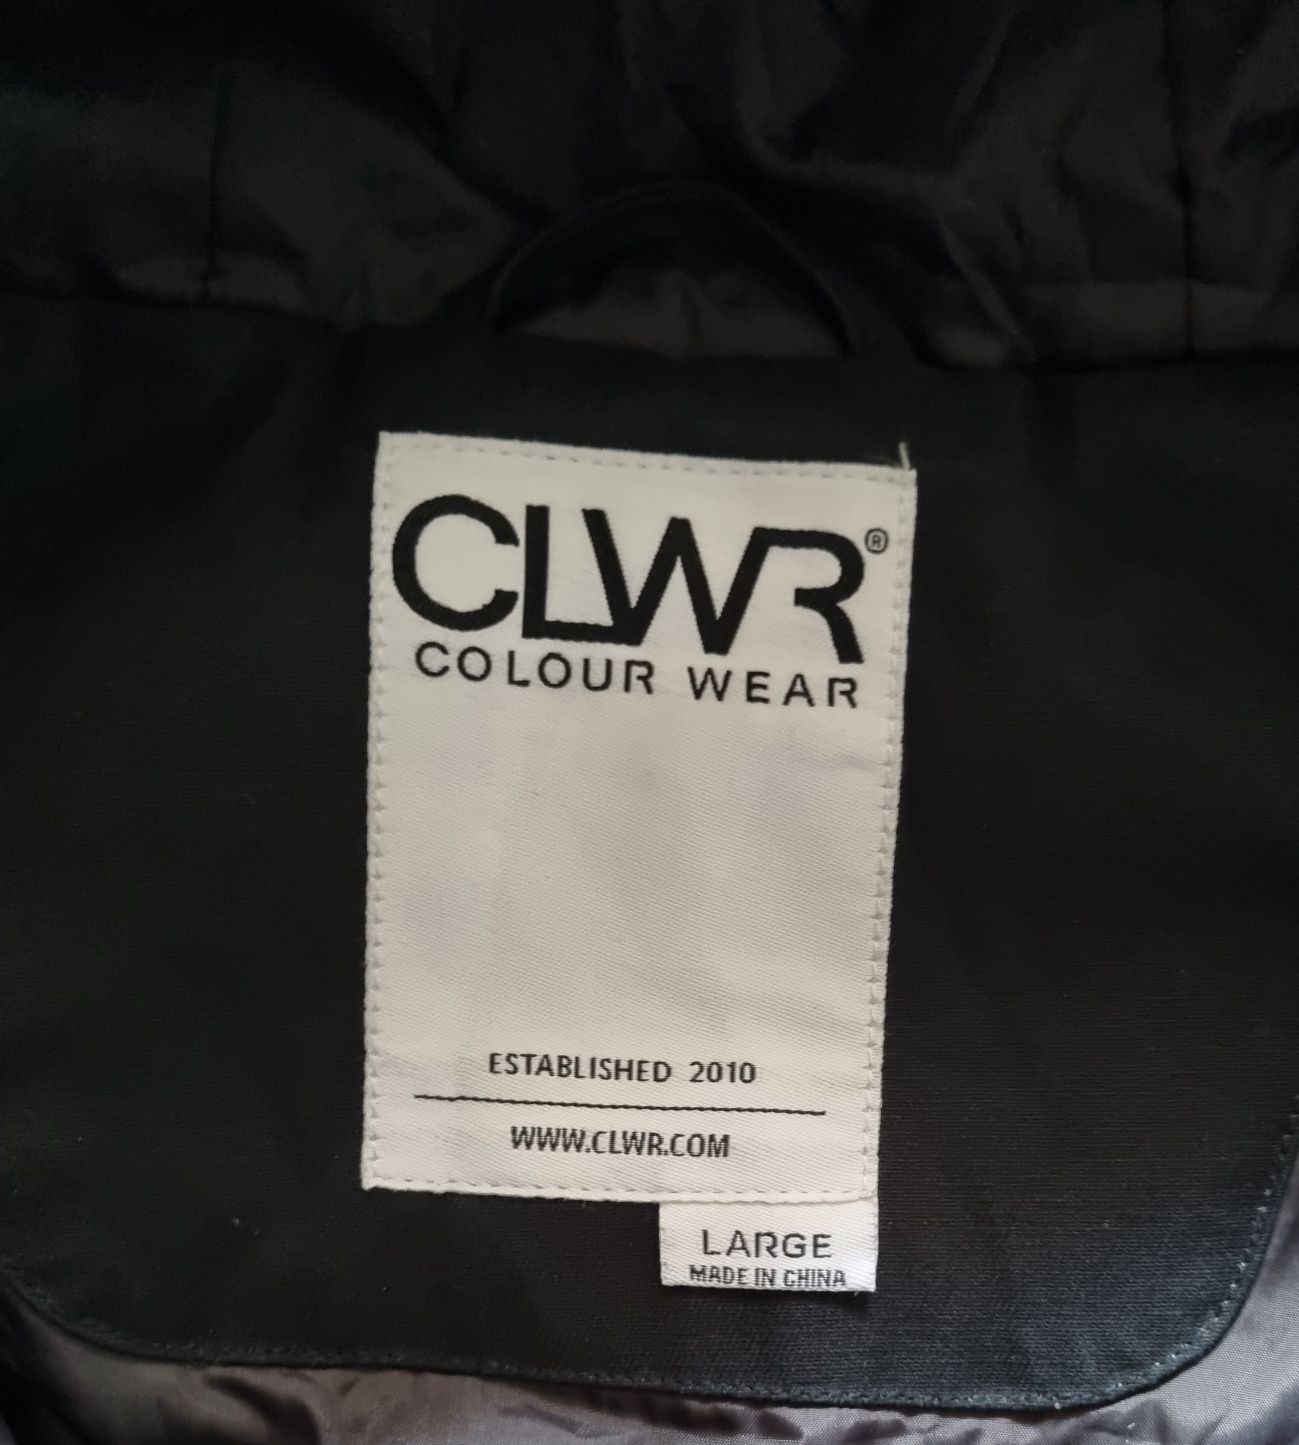 CLWR®
COLOUR WEAR
ESTABLISHED 2010
WWW.CLWR.COM
LARGE
MADE IN CHINA